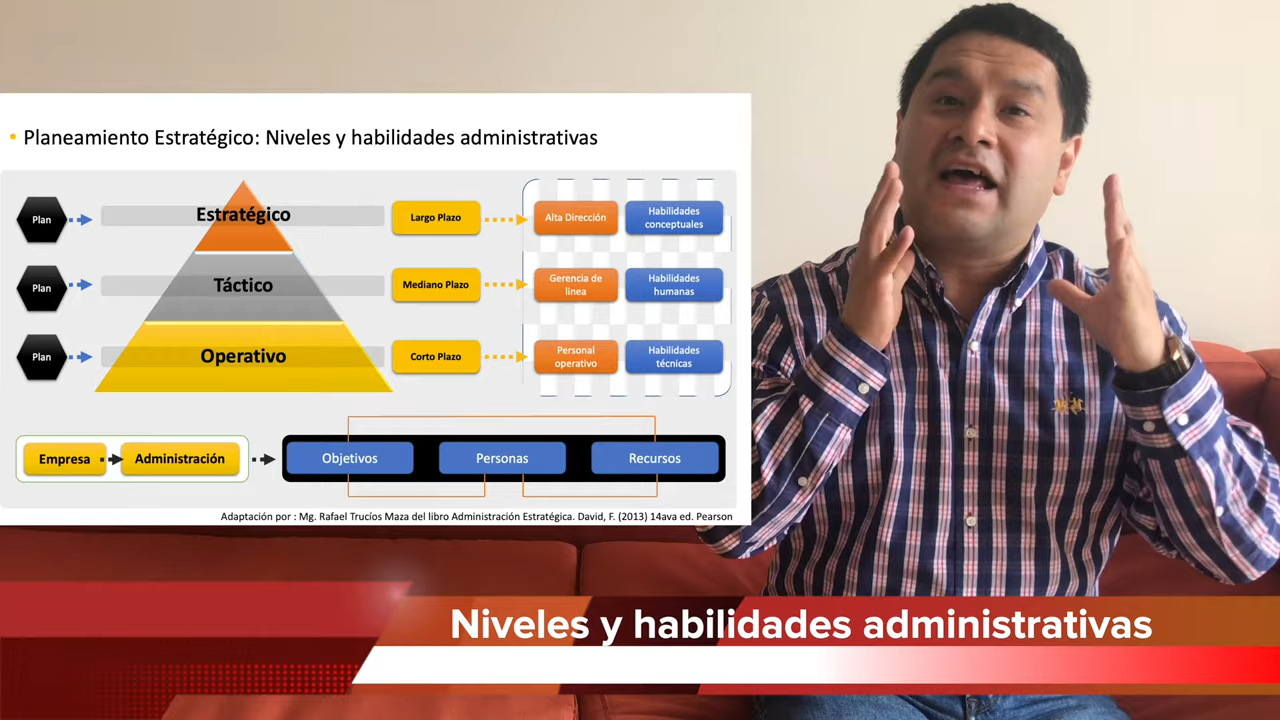 • Planeamiento Estratégico: Niveles y habilidades administrativas
Plan
Estratégico
Largo Plazo
Alta Dirección
Habilidades
conceptuales
Plan
Táctico
Mediano Plazo
Gerencia de
linea
Habilidades
humanas
Plan
Operativo
Corto Plazo
Personal
operativo
Habilidades
técnicas
Empresa
Administración
Objetivos
Personas
Recursos
Adaptación por : Mg. Rafael Trucíos Maza del libro Administración Estratégica. David, F. (2013) 14ava ed. Pearson
Niveles y habilidades administrativas